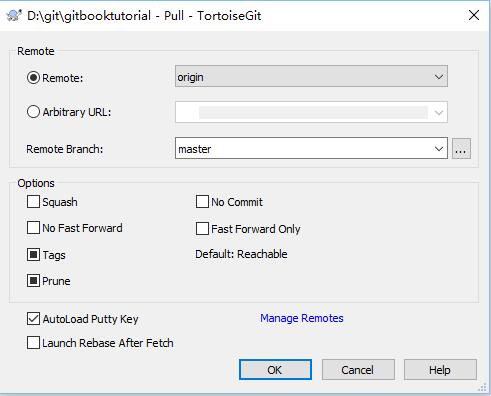 D:\git\gitbooktutorial - Pull - TortoiseGit
Remote
Remote:
origin
Arbitrary URL:
Remote Branch:
master
...
Options
Squash
No Commit
No Fast Forward
Fast Forward Only
Tags
Default: Reachable
Prune
AutoLoad Putty Key
Manage Remotes
Launch Rebase After Fetch
OK
Cancel
Help